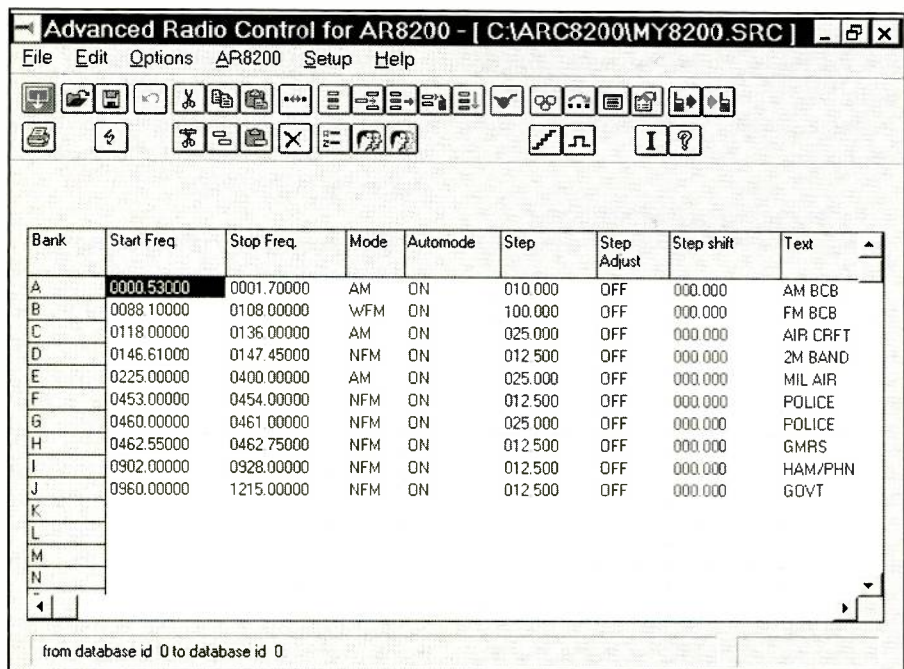 Advanced Radio Control for AR8200 - [ C:\ARC8200\MY8200.SRC ]
File Edit Options AR8200 Setup Help
Bank Start Freq. Stop Freq. Mode Automode Step Step Adjust Step shift Text
A 0000.53000 0001.70000 AM ON 010.000 OFF 000.000 AM BCB
B 0088.10000 0108.00000 WFM ON 100.000 OFF 000.000 FM BCB
C 0118.00000 0136.00000 AM ON 025.000 OFF 000.000 AIR CRFT
D 0146.61000 0147.45000 NFM ON 012.500 OFF 000.000 2M BAND
E 0225.00000 0400.00000 AM ON 025.000 OFF 000.000 MIL AIR
F 0453.00000 0454.00000 NFM ON 012.500 OFF 000.000 POLICE
G 0460.00000 0461.00000 NFM ON 025.000 OFF 000.000 POLICE
H 0462.55000 0462.75000 NFM ON 012.500 OFF 000.000 GMRS
I 0902.00000 0928.00000 NFM ON 012.500 OFF 000.000 HAM/PHN
J 0960.00000 1215.00000 NFM ON 012.500 OFF 000.000 GOVT
K
L
M
N
from database id 0 to database id 0